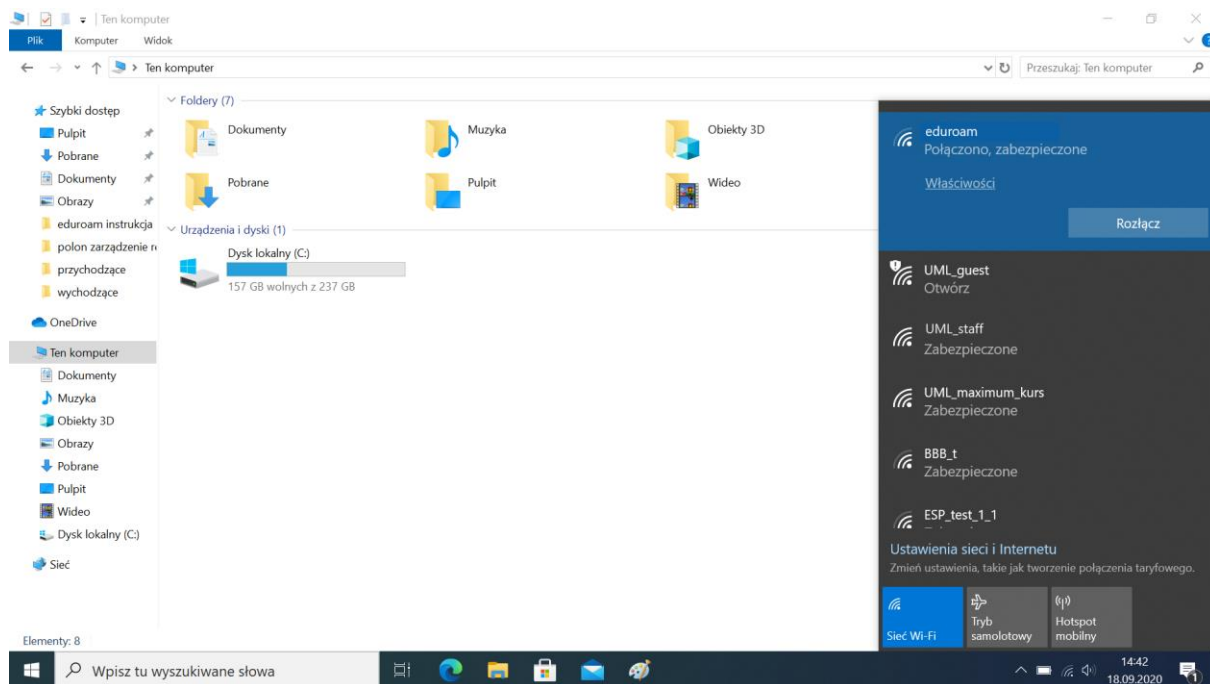 Ten komputer
Plik Komputer Widok
Ten komputer
Przeszukaj: Ten komputer
Szybki dostęp
Pulpit
Pobrane
Dokumenty
Obrazy
eduroam instrukcja
polon zarządzenie
przychodzące
wychodzące
OneDrive
Ten komputer
Dokumenty
Muzyka
Obiekty 3D
Obrazy
Pobrane
Pulpit
Wideo
Dysk lokalny (C:)
Sieć
Foldery (7)
Dokumenty
Muzyka
Obiekty 3D
Pobrane
Pulpit
Wideo
Urządzenia i dyski (1)
Dysk lokalny (C:)
157 GB wolnych z 237 GB
eduroam
Połączono, zabezpieczone
Właściwości
Rozłącz
UML_guest
Otwórz
UML_staff
Zabezpieczone
UML_maximum_kurs
Zabezpieczone
BBB_t
Zabezpieczone
ESP_test_1_1
Ustawienia sieci i Internetu
Zmień ustawienia, takie jak tworzenie połączenia taryfowego.
Sieć Wi-Fi
Tryb
samolotowy
Hotspot
mobilny
Elementy: 8
Wpisz tu wyszukiwane słowa
14:42
18.09.2020
1